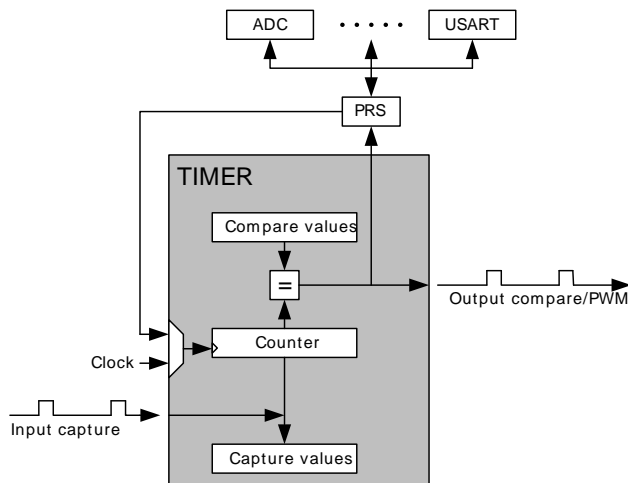 ADC
. . . . .
USART
PRS
TIMER
Compare values
=
Output compare/PWM
Counter
Clock
Input capture
Capture values